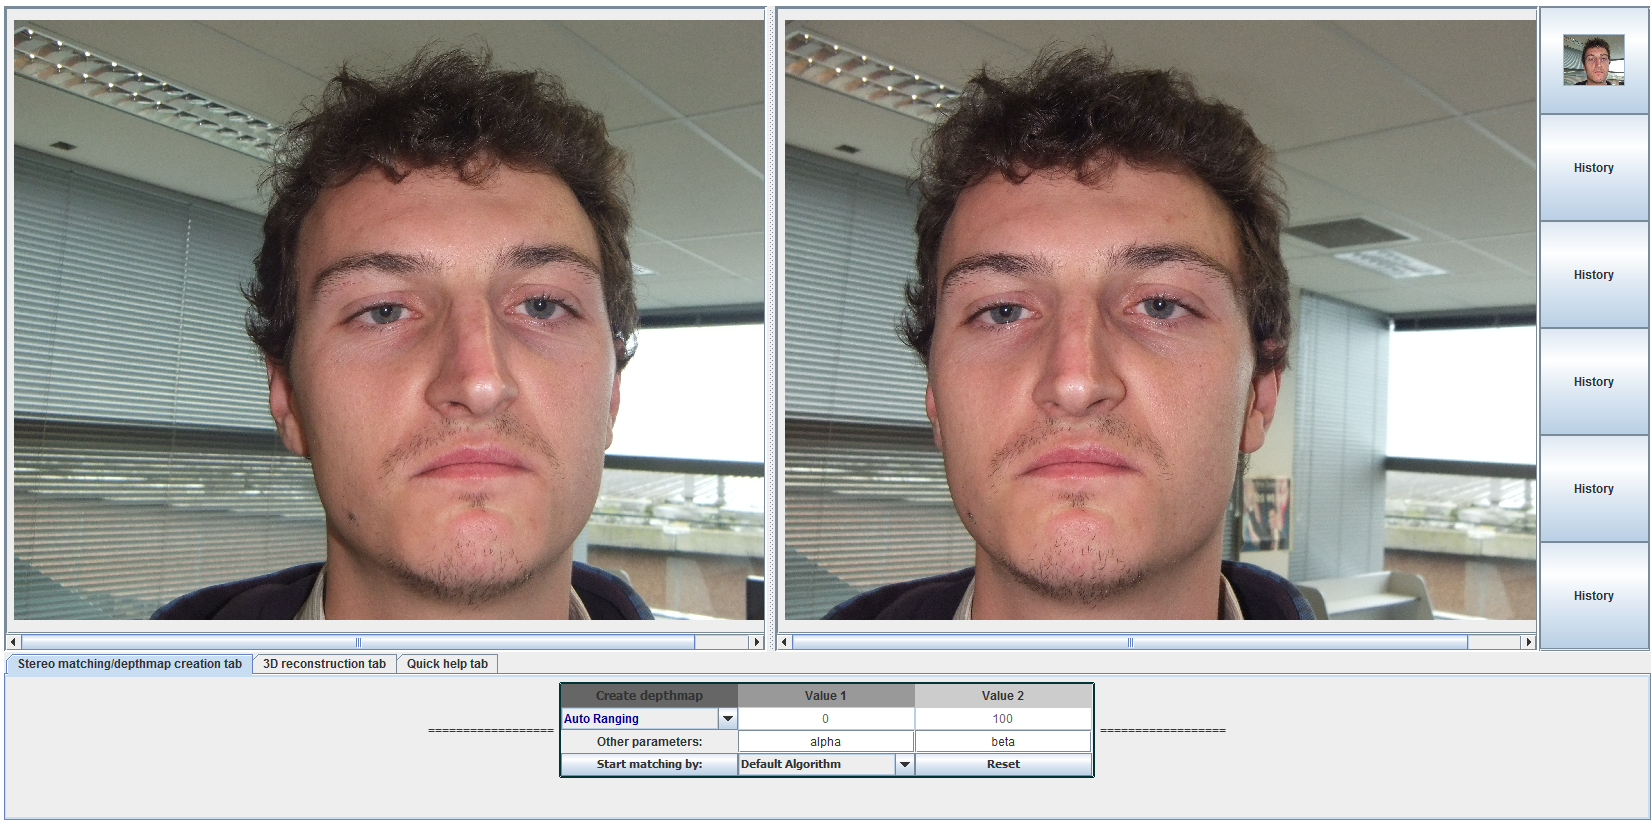 History
History
History
History
History
Stereo matching/depthmap creation tab 3D reconstruction tab Quick help tab
Create depthmap Value 1 Value 2
Auto Ranging 0 100
================== Other parameters: alpha beta ==================
Start matching by: Default Algorithm Reset